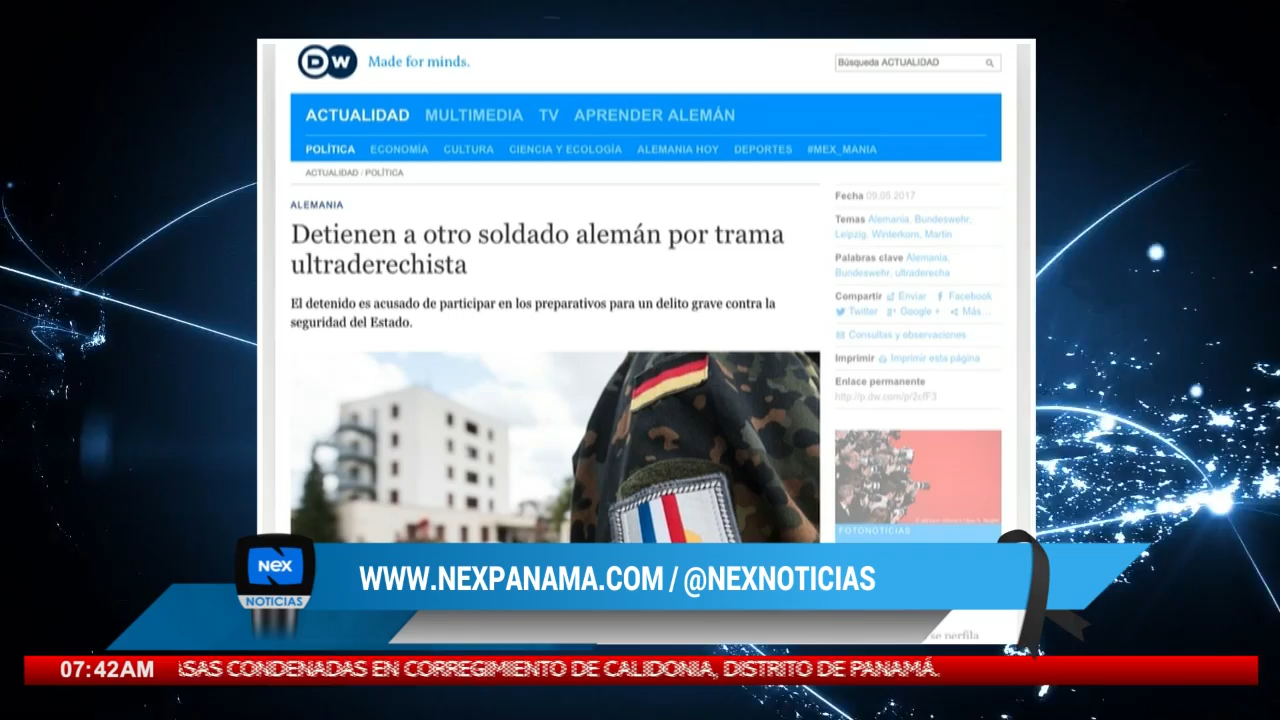 DW Made for minds.
Búsqueda ACTUALIDAD
ACTUALIDAD MULTIMEDIA TV APRENDER ALEMÁN
POLÍTICA ECONOMÍA CULTURA CIENCIA Y ECOLOGÍA ALEMANIA HOY DEPORTES #MEX_MANIA
ACTUALIDAD / POLÍTICA
ALEMANIA
Detienen a otro soldado alemán por trama
ultraderechista
El detenido es acusado de participar en los preparativos para un delito grave contra la
seguridad del Estado.
Fecha 09.05.2017
Temas Alemania, Bundeswehr,
Leipzig, Winterkorn, Martin
Palabras clave Alemania,
Bundeswehr, ultraderecha
Compartir Enviar Facebook
Twitter Google + Más...
Consultas y observaciones
Imprimir Imprimir esta página
Enlace permanente
http://p.dw.com/p/2cfF3
FOTONOTICIAS
se perfila
nex
NOTICIAS
WWW.NEXPANAMA.COM / @NEXNOTICIAS
07:42AM SAS CONDENADAS EN CORREGIMIENTO DE CALIDONIA, DISTRITO DE PANAMÁ.